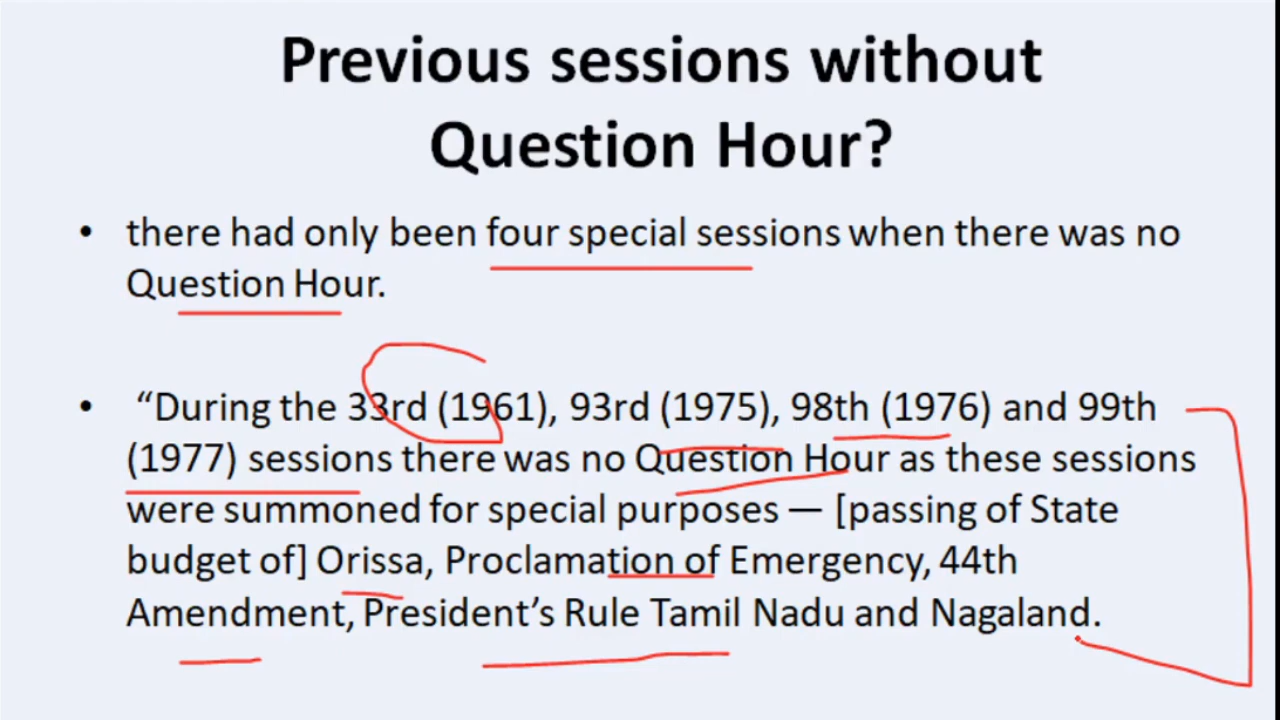 Previous sessions without
Question Hour?
• there had only been four special sessions when there was no
Question Hour.
• “During the 33rd (1961), 93rd (1975), 98th (1976) and 99th
(1977) sessions there was no Question Hour as these sessions
were summoned for special purposes — [passing of State
budget of] Orissa, Proclamation of Emergency, 44th
Amendment, President’s Rule Tamil Nadu and Nagaland.